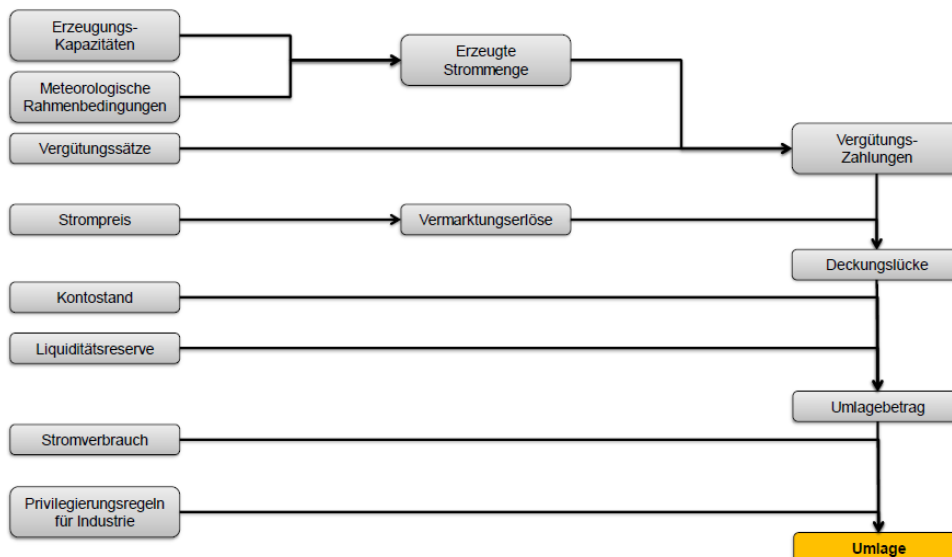 Erzeugungs-
Kapazitäten
Erzeugte
Strommenge
Meteorologische
Rahmenbedingungen
Vergütungssätze
Vergütungs-
Zahlungen
Strompreis
Vermarktungserlöse
Deckungslücke
Kontostand
Liquiditätsreserve
Umlagebetrag
Stromverbrauch
Privilegierungsregeln
für Industrie
Umlage